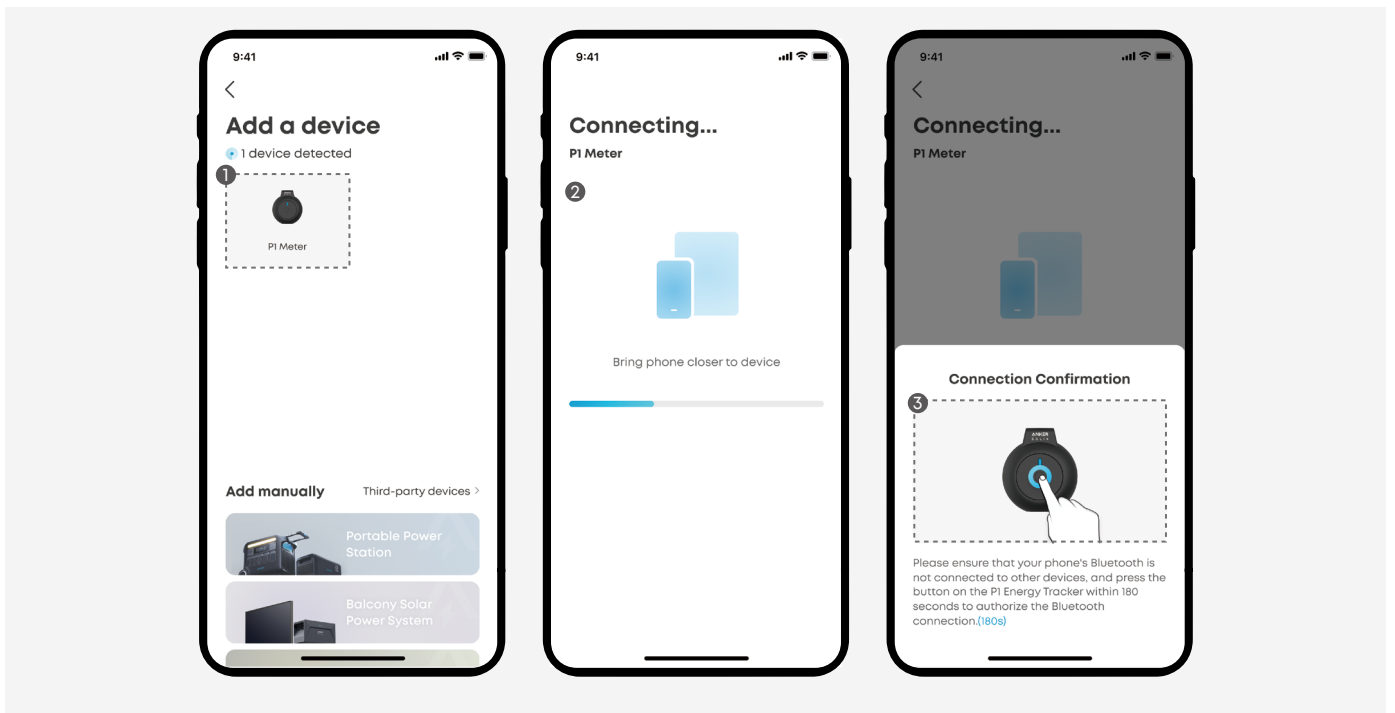 9:41
Add a device
1 device detected
1
P1 Meter
Add manually
Third-party devices >
Portable Power
Station
Balcony Solar
Power System
9:41
Connecting...
P1 Meter
2
Bring phone closer to device
9:41
Connecting...
P1 Meter
Connection Confirmation
3
ANKER
SOLIX
Please ensure that your phone's Bluetooth is
not connected to other devices, and press the
button on the P1 Energy Tracker within 180
seconds to authorize the Bluetooth
connection.(180s)